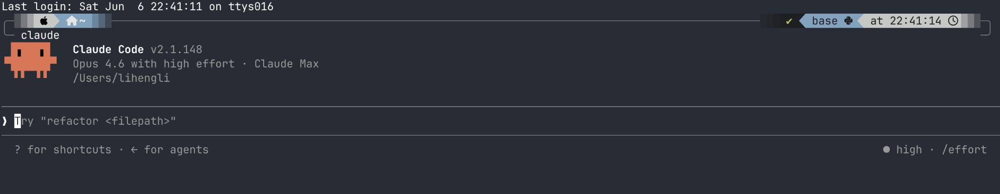 Last login: Sat Jun  6 22:41:11 on ttys016
~ ✔ base at 22:41:14
claude
Claude Code v2.1.148
Opus 4.6 with high effort · Claude Max
/Users/lihengli
❯ Try "refactor <filepath>"
? for shortcuts · ← for agents ● high · /effort